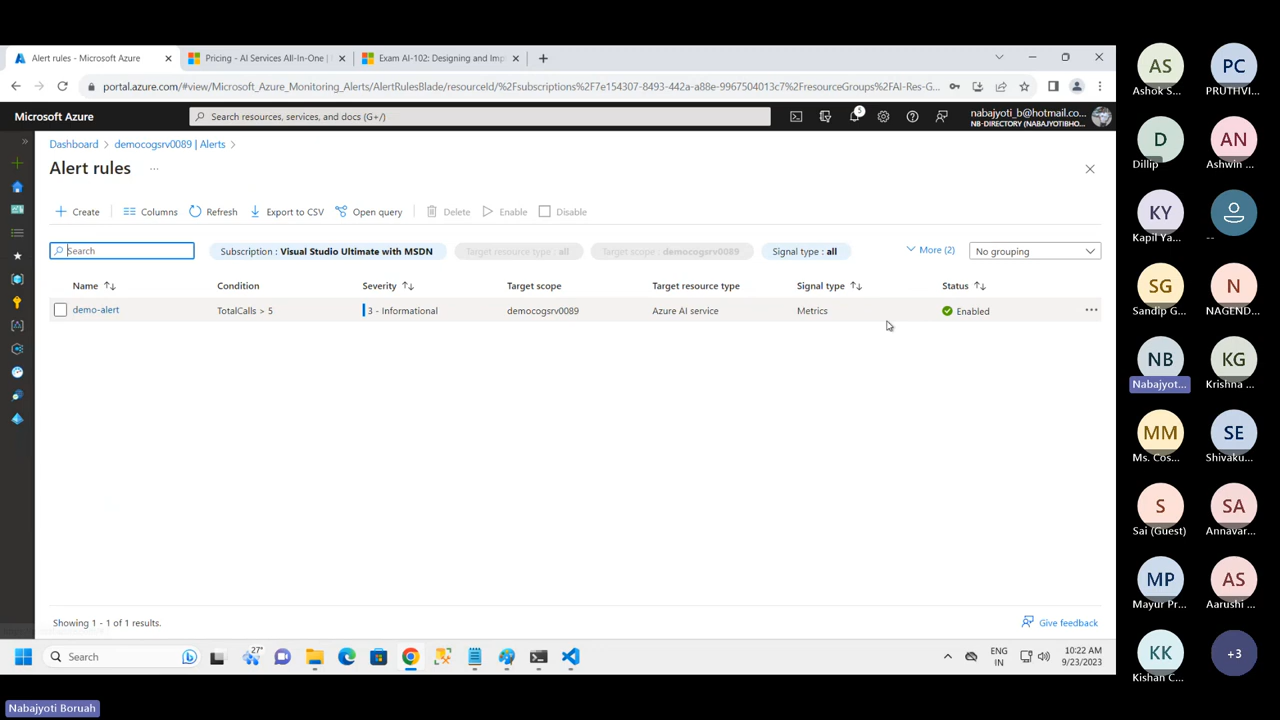 Alert rules - Microsoft Azure
Pricing - AI Services All-In-One |
Exam AI-102: Designing and Imp
portal.azure.com/#view/Microsoft_Azure_Monitoring_Alerts/AlertRulesBlade/resourceId/%2Fsubscriptions%2F7e154307-8493-442a-a88e-9967504013c7%2FresourceGroups%2FAI-Res-G...
Microsoft Azure
Search resources, services, and docs (G+/)
5
nabajyoti_b@hotmail.co...
NB-DIRECTORY (NABAJYOTIBHO...
Dashboard > democogsrv0089 | Alerts >
Alert rules ...
+ Create
Columns
Refresh
Export to CSV
Open query
Delete
Enable
Disable
Search
Subscription : Visual Studio Ultimate with MSDN
Target resource type : all
Target scope : democogsrv0089
Signal type : all
More (2)
No grouping
Name ↑↓ Condition Severity ↑↓ Target scope Target resource type Signal type ↑↓ Status ↑↓
demo-alert TotalCalls > 5 3 - Informational democogsrv0089 Azure AI service Metrics Enabled ...
Showing 1 - 1 of 1 results.
Give feedback
Search
27°
ENG
IN
10:22 AM
9/23/2023
AS
Ashok S...
PC
PRUTHVI...
D
Dillip
AN
Ashwin ...
KY
Kapil Ya...
--
SG
Sandip G...
N
NAGEND...
NB
Nabajyot...
KG
Krishna ...
MM
Ms. Cos...
SE
Shivaku...
S
Sai (Guest)
SA
Annavar...
MP
Mayur Pr...
AS
Aarushi ...
KK
Kishan C...
+3
Nabajyoti Boruah